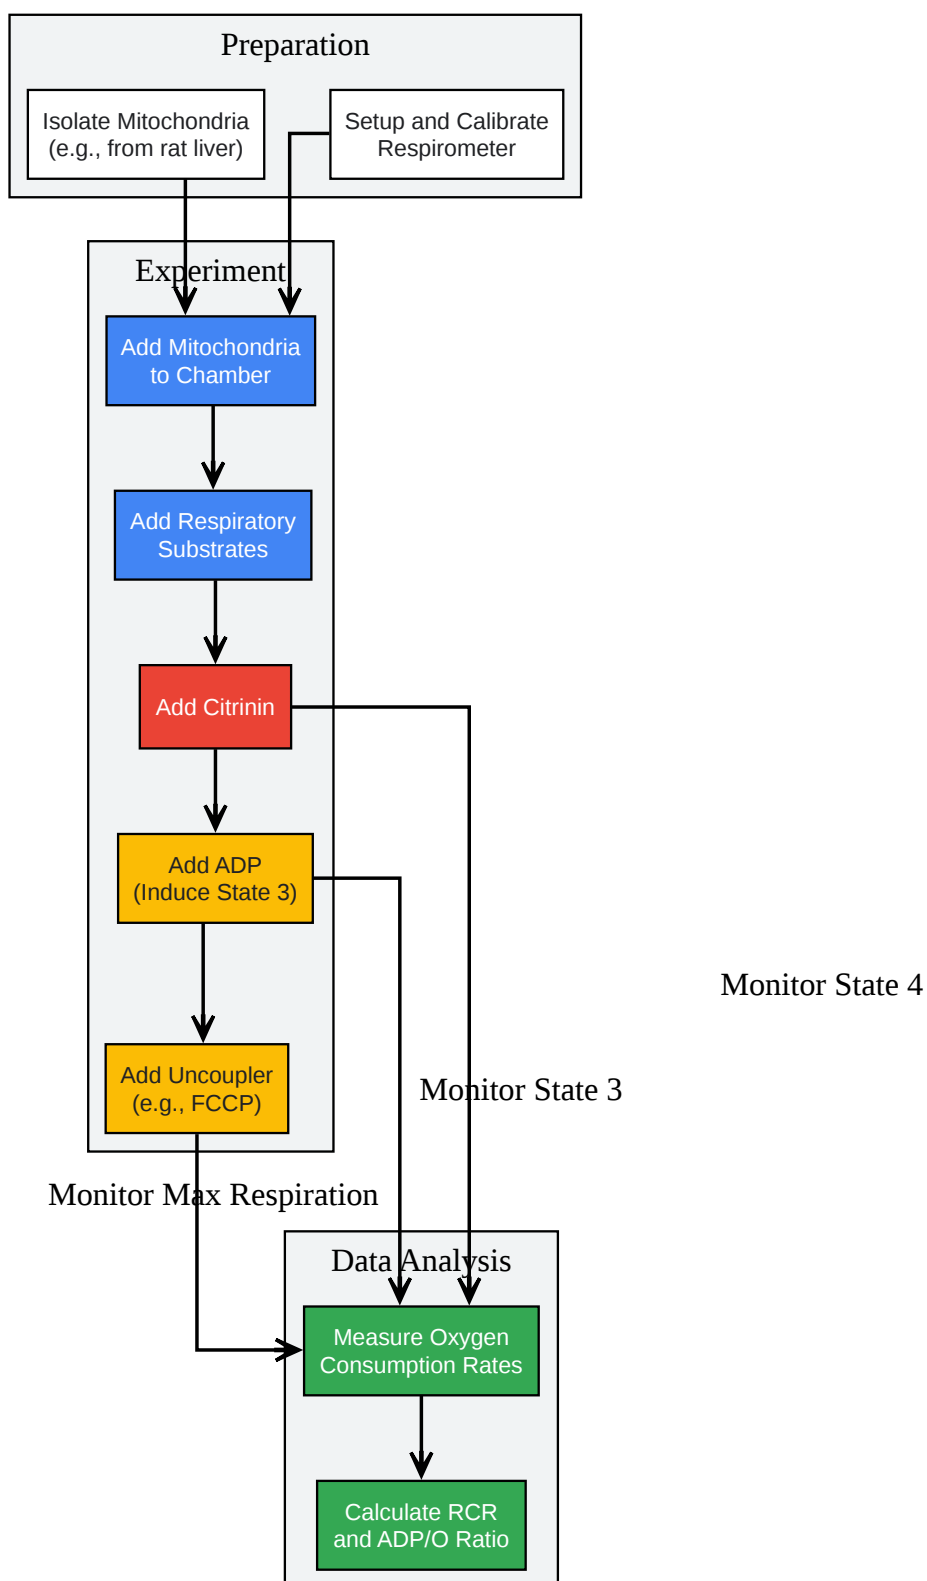 Preparation
Isolate Mitochondria
(e.g., from rat liver)
Setup and Calibrate
Respirometer
Experiment
Add Mitochondria
to Chamber
Add Respiratory
Substrates
Add Citrinin
Add ADP
(Induce State 3)
Monitor State 4
Add Uncoupler
(e.g., FCCP)
Monitor State 3
Monitor Max Respiration
Data Analysis
Measure Oxygen
Consumption Rates
Calculate RCR
and ADP/O Ratio